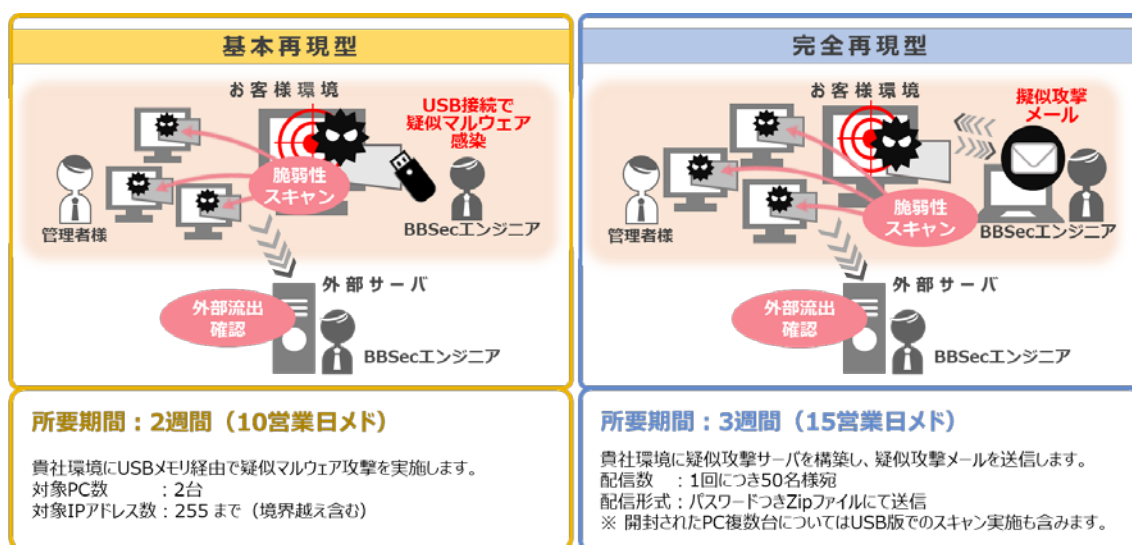 基本再現型
お客様環境
USB接続で
疑似マルウェア
感染
脆弱性
スキャン
管理者様
BBSecエンジニア
外部サーバ
外部流出
確認
BBSecエンジニア
所要期間：2週間（10営業日メド）
貴社環境にUSBメモリ経由で疑似マルウェア攻撃を実施します。
対象PC数　　　：2台
対象IPアドレス数：255 まで（境界越え含む）
完全再現型
お客様環境
擬似攻撃
メール
脆弱性
スキャン
管理者様
BBSecエンジニア
外部サーバ
外部流出
確認
BBSecエンジニア
所要期間：3週間（15営業日メド）
貴社環境に疑似攻撃サーバを構築し、疑似攻撃メールを送信します。
配信数　：1回につき50名様宛
配信形式：パスワードつきZipファイルにて送信
※ 開封されたPC複数台についてはUSB版でのスキャン実施も含みます。